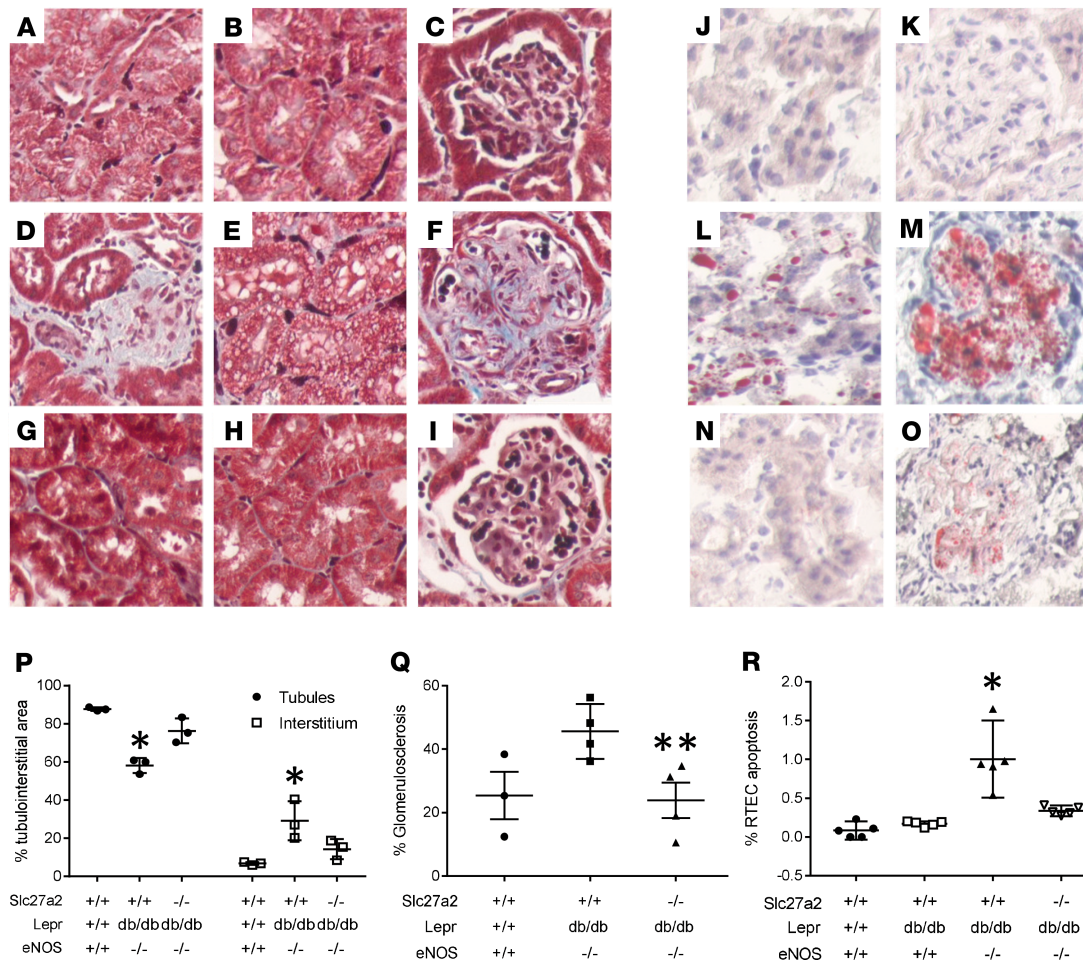 A B C J K
D E F L M
G H I N O
P
% tubulointerstitial area
100
80
60
40
20
0
Tubules
Interstitium
*
*
Slc27a2 +/+ +/+ -/- +/+ +/+ -/-
Lepr +/+ db/db db/db +/+ db/db db/db
eNOS +/+ -/- -/- +/+ -/- -/-
Q
% Glomerulosclerosis
60
40
20
0
**
Slc27a2 +/+ +/+ -/-
Lepr +/+ db/db db/db
eNOS +/+ -/- -/-
R
% RTEC apoptosis
2.0
1.5
1.0
0.5
0.0
-0.5
*
Slc27a2 +/+ +/+ +/+ -/-
Lepr +/+ db/db db/db db/db
eNOS +/+ +/+ -/- -/-